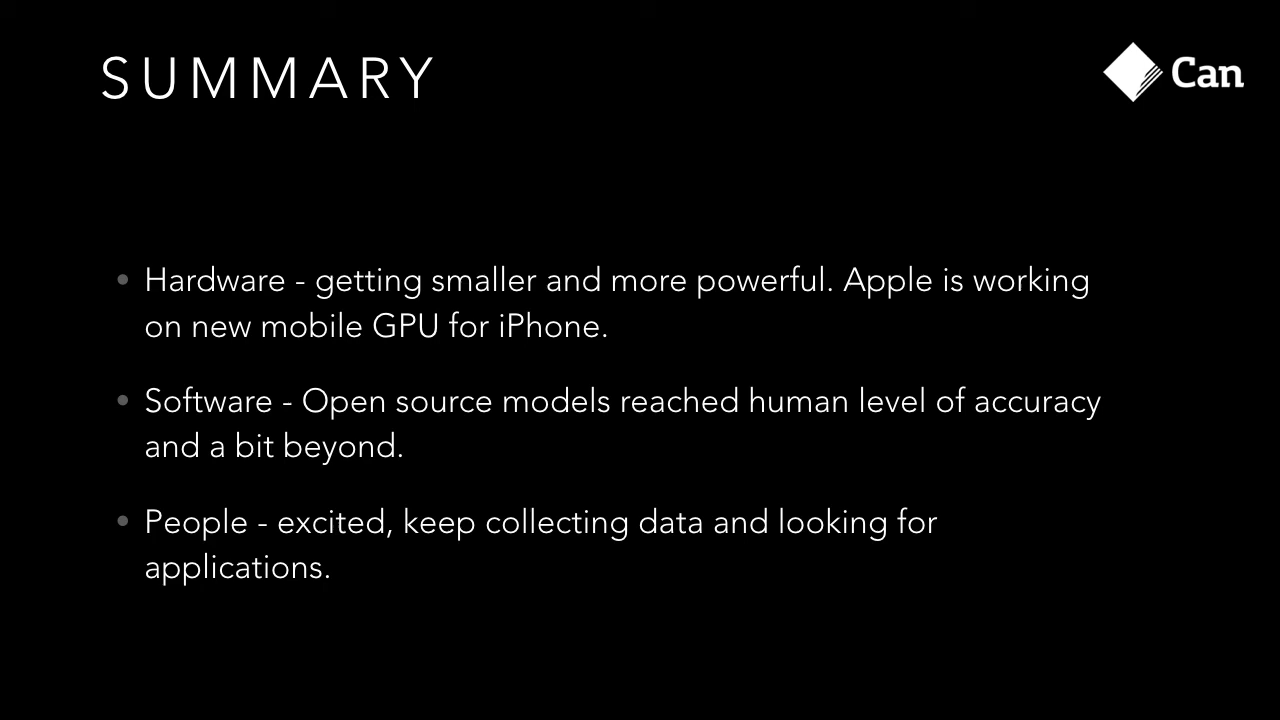 SUMMARY
Can
• Hardware - getting smaller and more powerful. Apple is working
on new mobile GPU for iPhone.
• Software - Open source models reached human level of accuracy
and a bit beyond.
• People - excited, keep collecting data and looking for
applications.